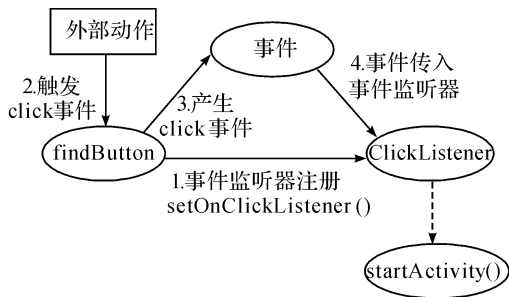 外部动作
事件
2.触发
click事件
3.产生
click事件
4.事件传入
事件监听器
findButton
ClickListener
1.事件监听器注册
setOnClickListener()
startActivity()